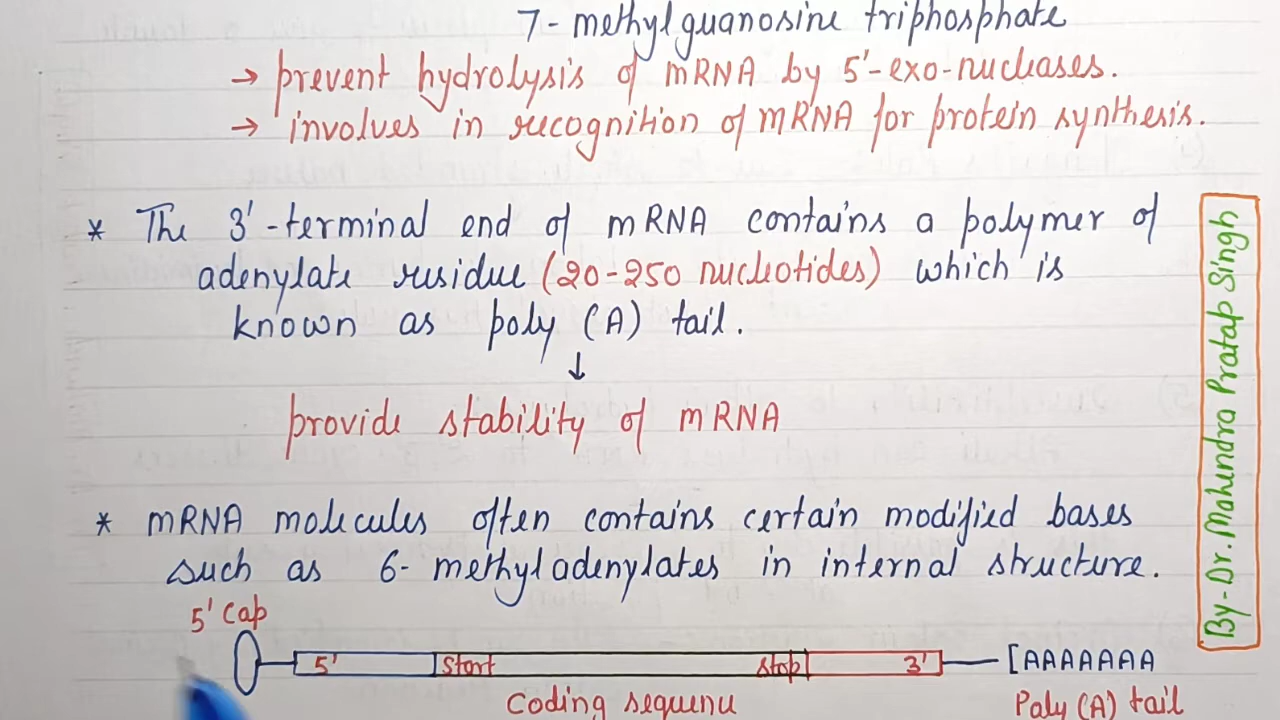 7- methylguanosine triphosphate
→ prevent hydrolysis of mRNA by 5'-exo-nucleases.
→ involves in recognition of mRNA for protein synthesis.
* The 3'-terminal end of mRNA contains a polymer of
adenylate residue (20-250 nucleotides) which is
known as poly (A) tail.
↓
provide stability of mRNA
* mRNA molecules often contains certain modified bases
such as 6- methyladenylates in internal structure.
5' Cap
5' Start stop 3' [AAAAAAA
Coding sequence
Poly (A) tail
By-Dr. Mahendra Pratap Singh